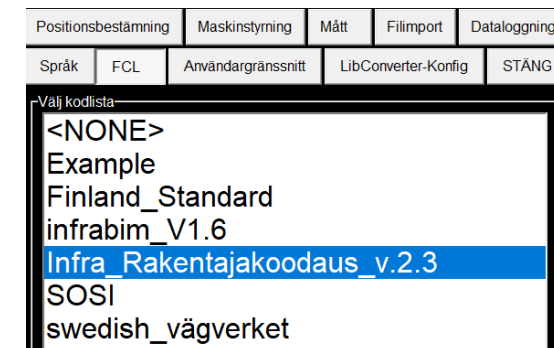 Positionsbestämning Maskinstyrning Mått Filimport Dataloggning
Språk FCL Användargränssnitt LibConverter-Konfig STÄNG
Välj kodlista
<NONE>
Example
Finland_Standard
infrabim_V1.6
Infra_Rakentajakoodaus_v.2.3
SOSI
swedish_vägverket